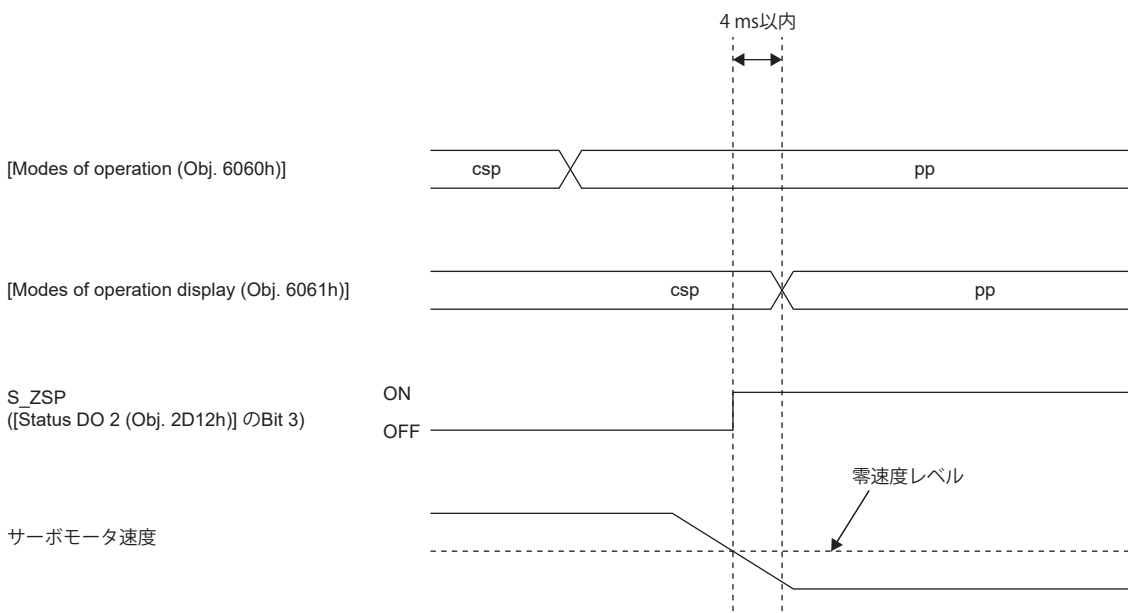 4 ms以内
[Modes of operation (Obj. 6060h)]
csp
pp
[Modes of operation display (Obj. 6061h)]
csp
pp
S_ZSP
([Status DO 2 (Obj. 2D12h)] のBit 3)
ON
OFF
零速度レベル
サーボモータ速度